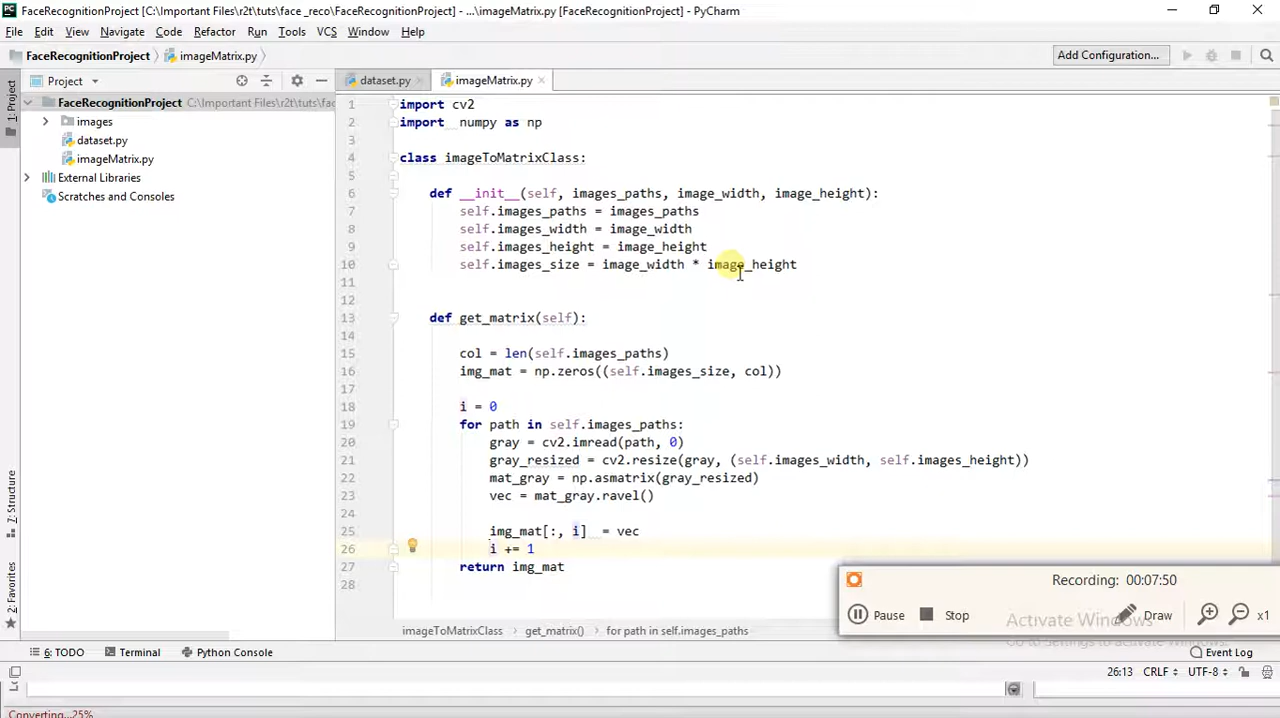 FaceRecognitionProject [C:\Important Files\r2t\tuts\face _reco\FaceRecognitionProject] - ...\imageMatrix.py [FaceRecognitionProject] - PyCharm
File Edit View Navigate Code Refactor Run Tools VCS Window Help
FaceRecognitionProject imageMatrix.py Add Configuration...
1: Project
Project
dataset.py imageMatrix.py
FaceRecognitionProject C:\Important Files\r2t\tuts\fac
images
dataset.py
imageMatrix.py
External Libraries
Scratches and Consoles
1 import cv2
2 import numpy as np
3
4 class imageToMatrixClass:
5
6 def __init__(self, images_paths, image_width, image_height):
7 self.images_paths = images_paths
8 self.images_width = image_width
9 self.images_height = image_height
10 self.images_size = image_width * image_height
11
12
13 def get_matrix(self):
14
15 col = len(self.images_paths)
16 img_mat = np.zeros((self.images_size, col))
17
18 i = 0
19 for path in self.images_paths:
20 gray = cv2.imread(path, 0)
21 gray_resized = cv2.resize(gray, (self.images_width, self.images_height))
22 mat_gray = np.asmatrix(gray_resized)
23 vec = mat_gray.ravel()
24
25 img_mat[:, i] = vec
26 i += 1
27 return img_mat
28
Z: Structure
2: Favorites
Recording: 00:07:50
Pause Stop Draw x1
Activate Windows
Go to Settings to activate Windows.
imageToMatrixClass get_matrix() for path in self.images_paths
6: TODO Terminal Python Console Event Log
26:13 CRLF UTF-8
Converting...25%